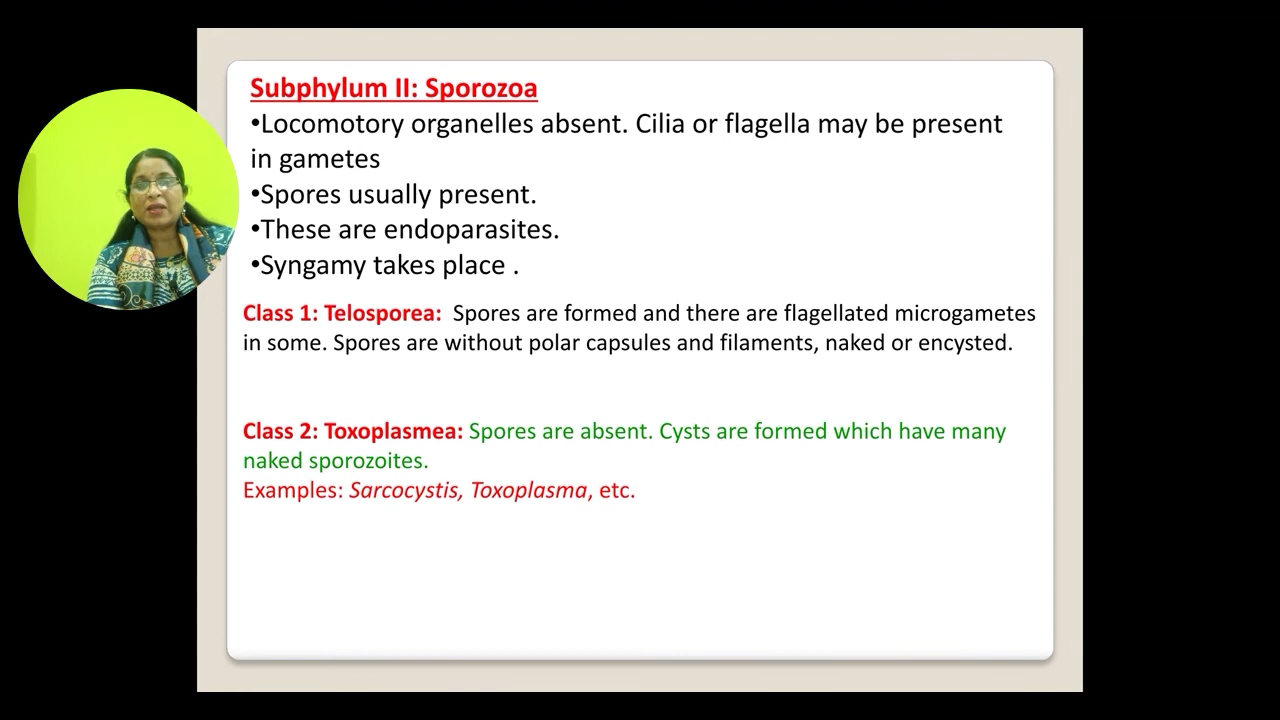 Subphylum II: Sporozoa
•Locomotory organelles absent. Cilia or flagella may be present
in gametes
•Spores usually present.
•These are endoparasites.
•Syngamy takes place .
Class 1: Telosporea: Spores are formed and there are flagellated microgametes
in some. Spores are without polar capsules and filaments, naked or encysted.
Class 2: Toxoplasmea: Spores are absent. Cysts are formed which have many
naked sporozoites.
Examples: Sarcocystis, Toxoplasma, etc.